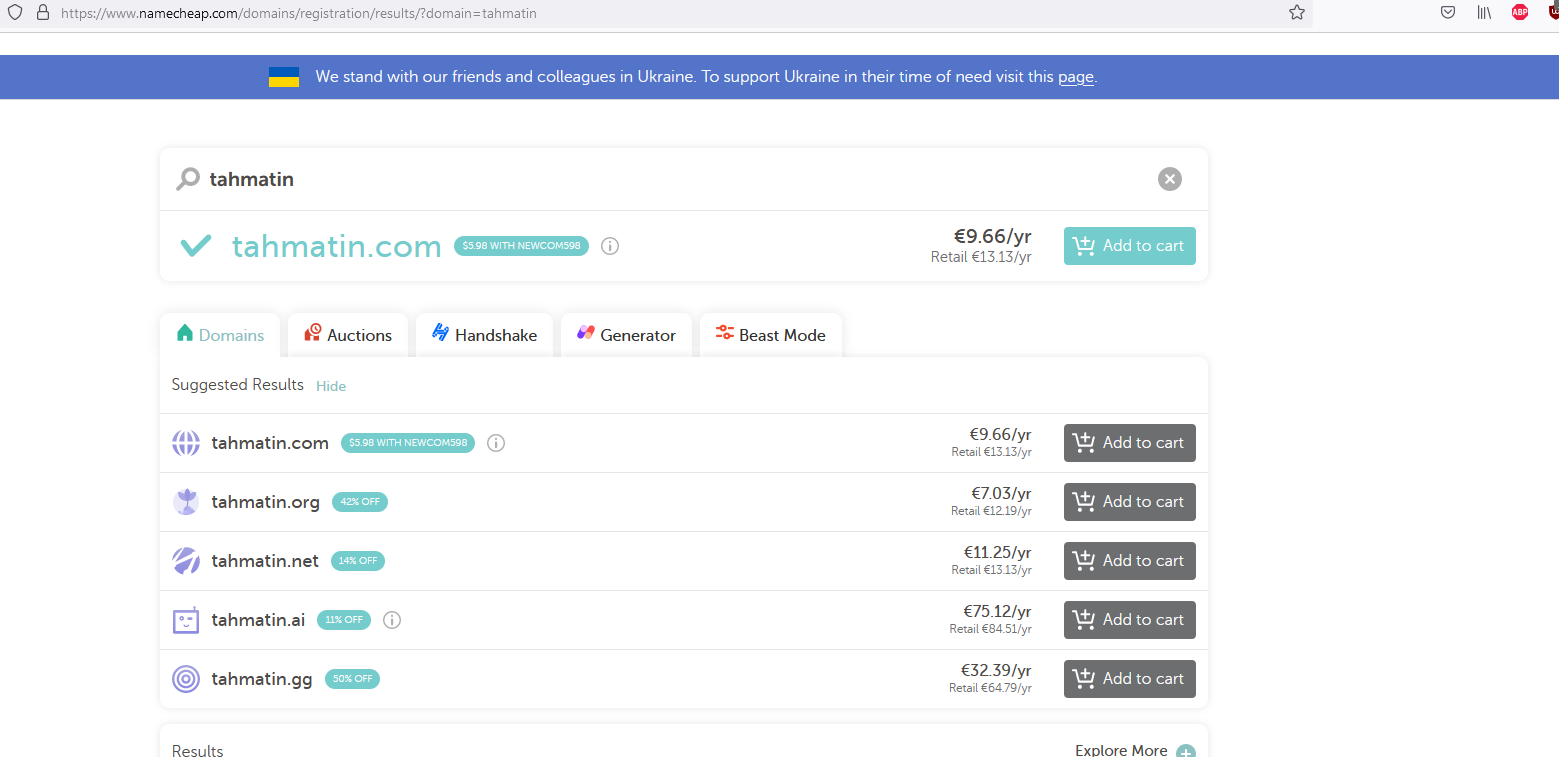 https://www.namecheap.com/domains/registration/results/?domain=tahmatin
ABP
We stand with our friends and colleagues in Ukraine. To support Ukraine in their time of need visit this page.
tahmatin
tahmatin.com $5.98 WITH NEWCOM598 €9.66/yr Add to cart
Retail €13.13/yr
Domains Auctions Handshake Generator Beast Mode
Suggested Results Hide
tahmatin.com $5.98 WITH NEWCOM598 €9.66/yr Add to cart
Retail €13.13/yr
tahmatin.org 42% OFF €7.03/yr Add to cart
Retail €12.19/yr
tahmatin.net 14% OFF €11.25/yr Add to cart
Retail €13.13/yr
tahmatin.ai 11% OFF €75.12/yr Add to cart
Retail €84.51/yr
tahmatin.gg 50% OFF €32.39/yr Add to cart
Retail €64.79/yr
Results Explore More